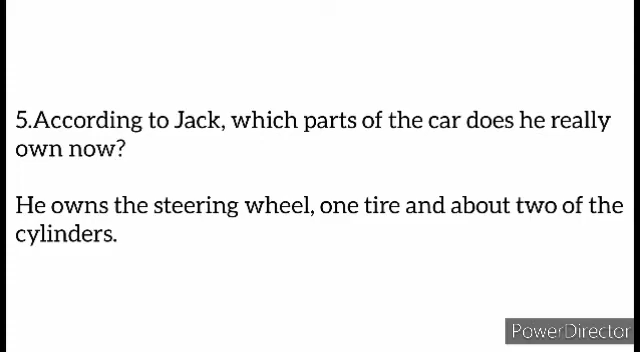 5.According to Jack, which parts of the car does he really
own now?
He owns the steering wheel, one tire and about two of the
cylinders.
PowerDirector